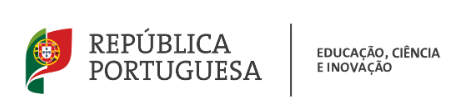 REPÚBLICA
PORTUGUESA
EDUCAÇÃO, CIÊNCIA
E INOVAÇÃO